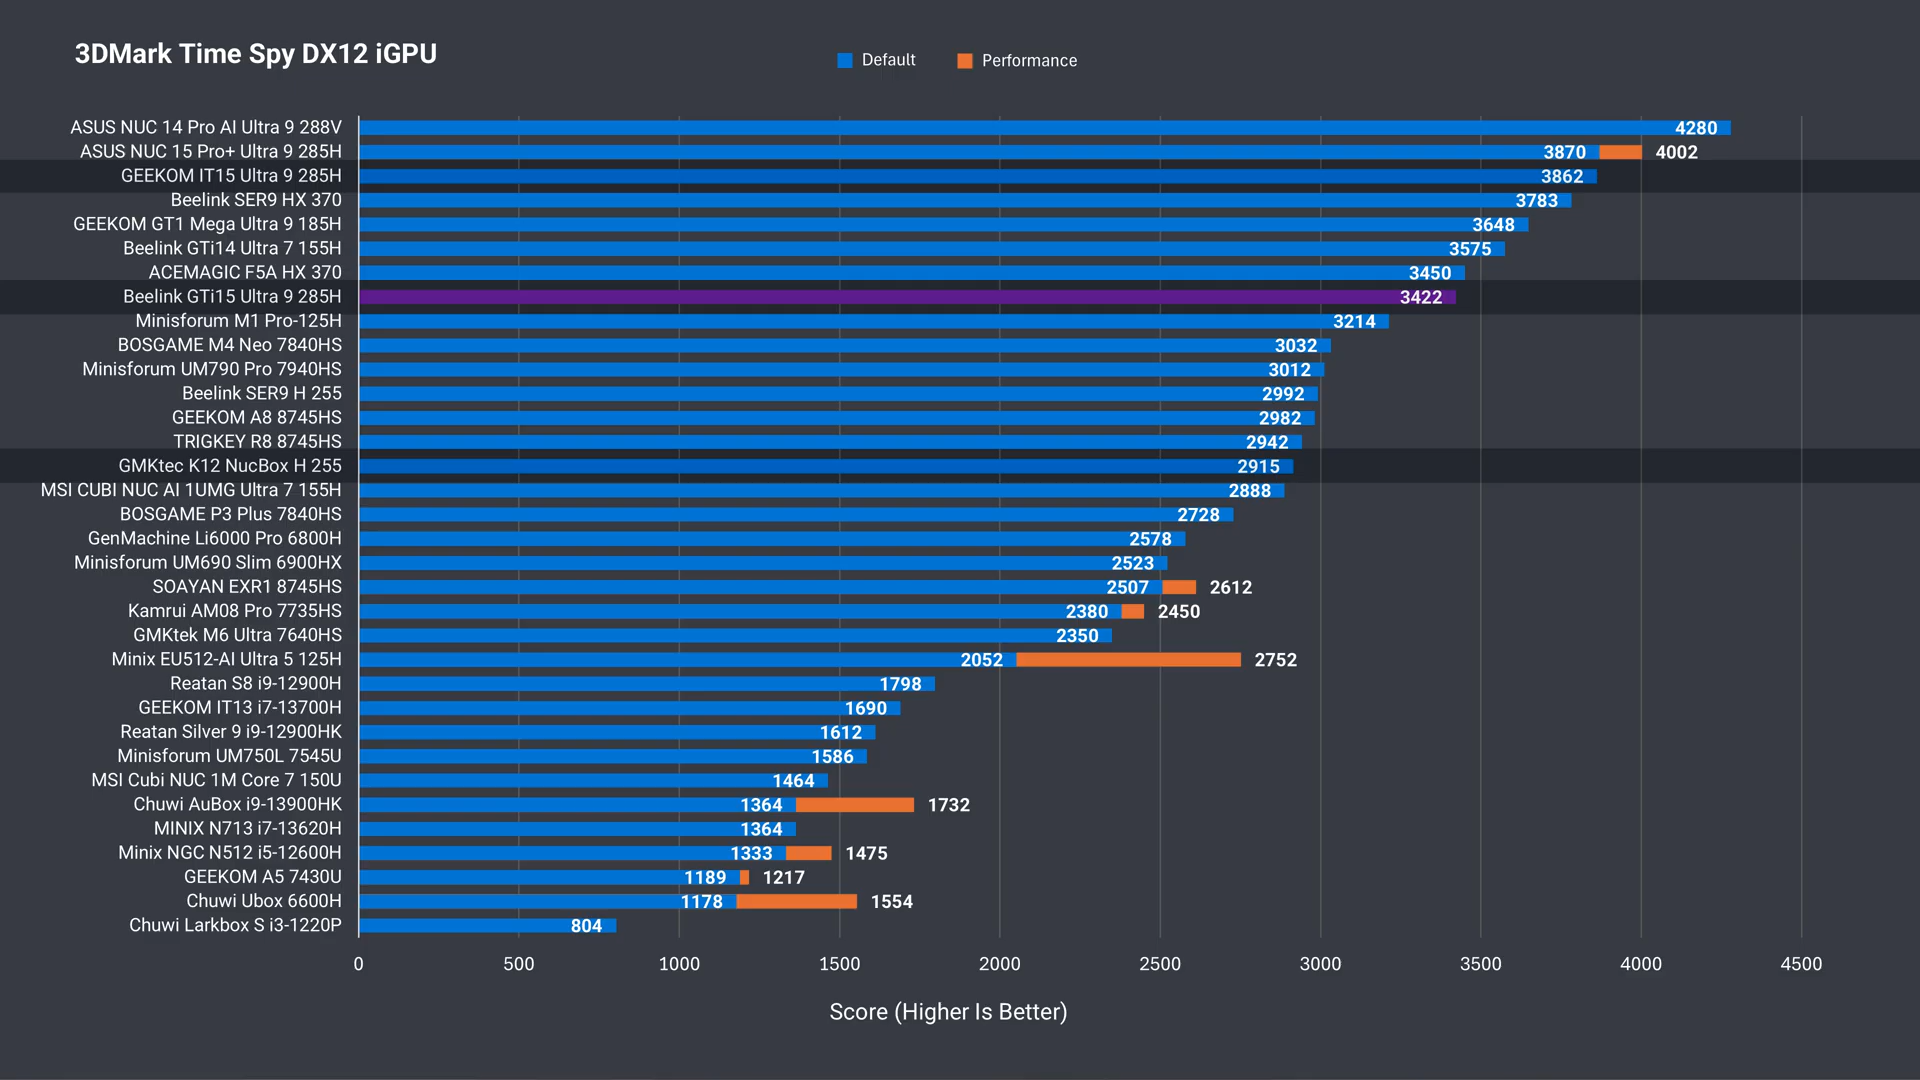 3DMark Time Spy DX12 iGPU
Default Performance
ASUS NUC 14 Pro AI Ultra 9 288V 4280
ASUS NUC 15 Pro+ Ultra 9 285H 3870 4002
GEEKOM IT15 Ultra 9 285H 3862
Beelink SER9 HX 370 3783
GEEKOM GT1 Mega Ultra 9 185H 3648
Beelink GTi14 Ultra 7 155H 3575
ACEMAGIC F5A HX 370 3450
Beelink GTi15 Ultra 9 285H 3422
Minisforum M1 Pro-125H 3214
BOSGAME M4 Neo 7840HS 3032
Minisforum UM790 Pro 7940HS 3012
Beelink SER9 H 255 2992
GEEKOM A8 8745HS 2982
TRIGKEY R8 8745HS 2942
GMKtec K12 NucBox H 255 2915
MSI CUBI NUC AI 1UMG Ultra 7 155H 2888
BOSGAME P3 Plus 7840HS 2728
GenMachine Li6000 Pro 6800H 2578
Minisforum UM690 Slim 6900HX 2523
SOAYAN EXR1 8745HS 2507 2612
Kamrui AM08 Pro 7735HS 2380 2450
GMKtek M6 Ultra 7640HS 2350
Minix EU512-AI Ultra 5 125H 2052 2752
Reatan S8 i9-12900H 1798
GEEKOM IT13 i7-13700H 1690
Reatan Silver 9 i9-12900HK 1612
Minisforum UM750L 7545U 1586
MSI Cubi NUC 1M Core 7 150U 1464
Chuwi AuBox i9-13900HK 1364 1732
MINIX N713 i7-13620H 1364
Minix NGC N512 i5-12600H 1333 1475
GEEKOM A5 7430U 1189 1217
Chuwi Ubox 6600H 1178 1554
Chuwi Larkbox S i3-1220P 804
0 500 1000 1500 2000 2500 3000 3500 4000 4500
Score (Higher Is Better)